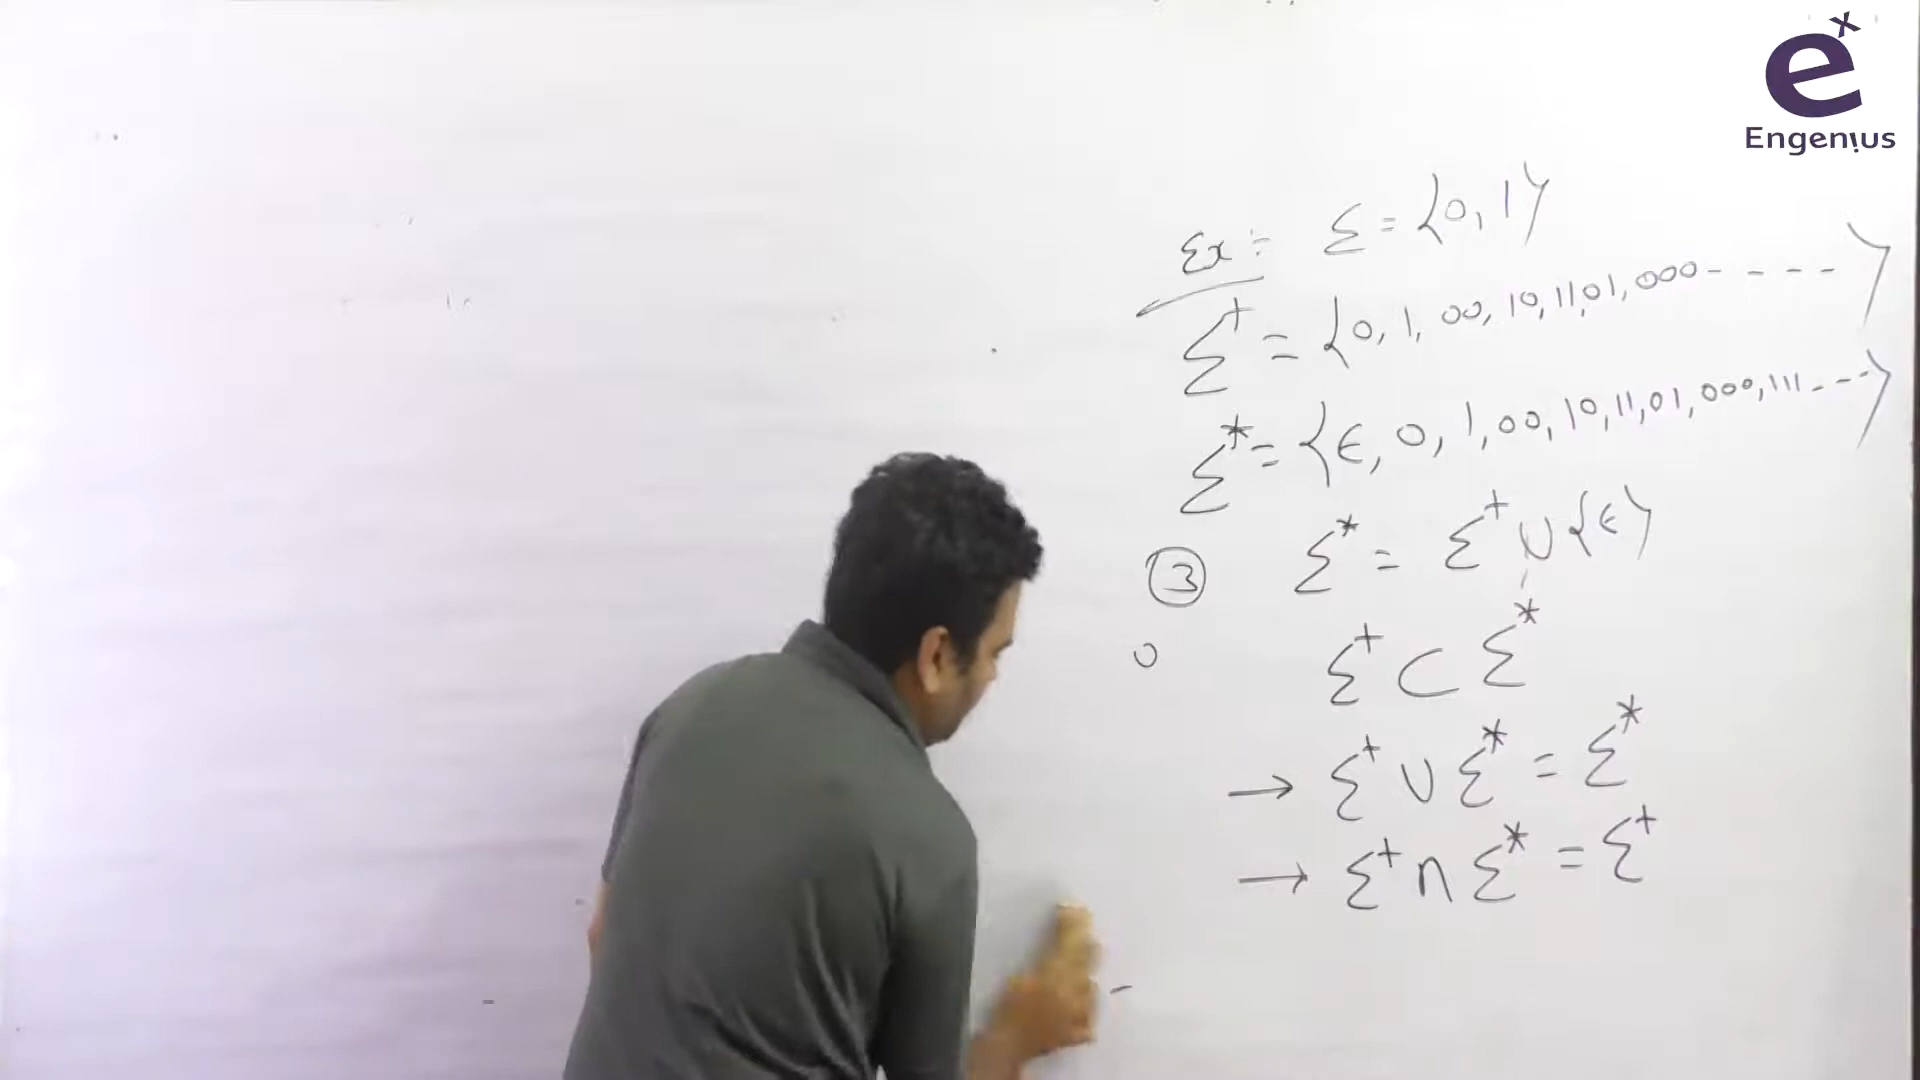 ex
Engenius
Ex:- Σ = {0, 1}
Σ⁺ = {0, 1, 00, 10, 11, 01, 000 - - - - -}
Σ* = {ϵ, 0, 1, 00, 10, 11, 01, 000, 111 - - -}
③ Σ* = Σ⁺ ∪ {ϵ}
Σ⁺ ⊂ Σ*
→ Σ⁺ ∪ Σ* = Σ*
→ Σ⁺ ∩ Σ* = Σ⁺